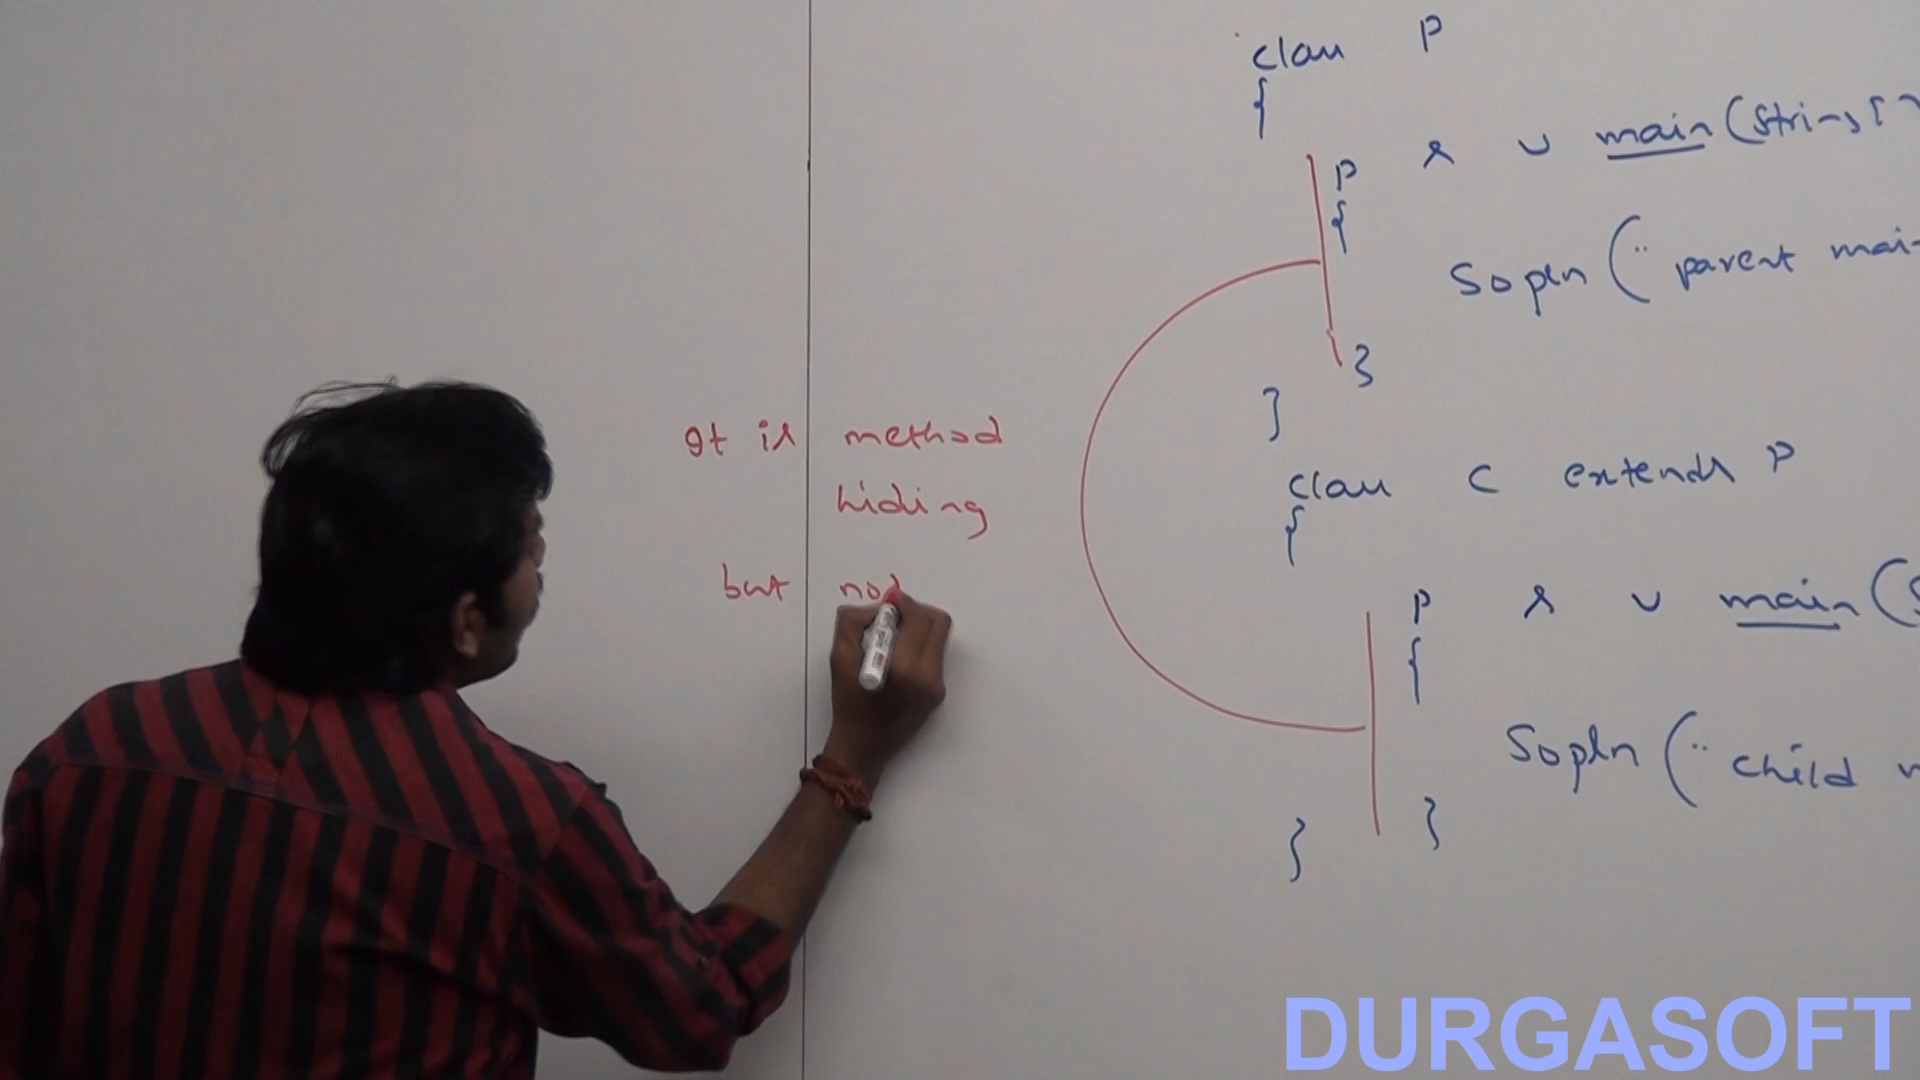 class P
{
P s v main(String[]
{
Sopln(" parent mai
}
}
It is method
hiding
but not
class C extends P
{
P s v main(S
{
Sopln(" child m
}
}
DURGASOFT